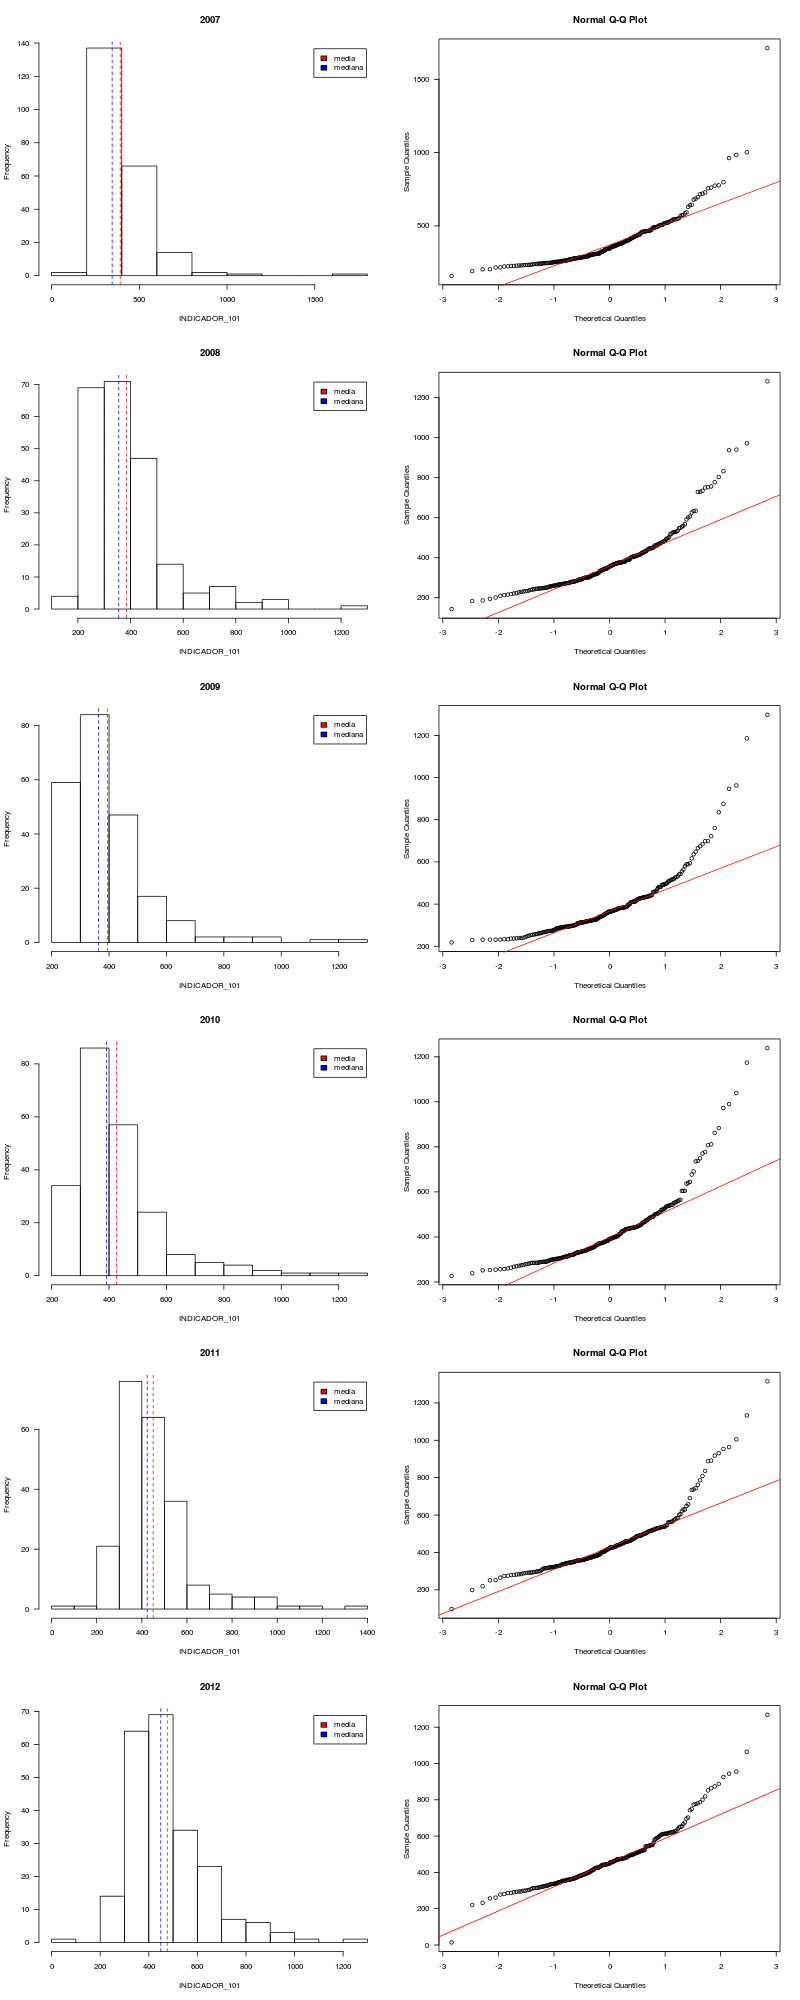 2007
Normal Q-Q Plot
140
120
100
80
60
40
20
0
Frequency
media
mediana
0 500 1000 1500
INDICADOR_101
1500
1000
500
Sample Quantiles
-3 -2 -1 0 1 2 3
Theoretical Quantiles
2008
Normal Q-Q Plot
70
60
50
40
30
20
10
0
Frequency
media
mediana
200 400 600 800 1000 1200
INDICADOR_101
1200
1000
800
600
400
200
Sample Quantiles
-3 -2 -1 0 1 2 3
Theoretical Quantiles
2009
Normal Q-Q Plot
80
60
40
20
0
Frequency
media
mediana
200 400 600 800 1000 1200
INDICADOR_101
1200
1000
800
600
400
200
Sample Quantiles
-3 -2 -1 0 1 2 3
Theoretical Quantiles
2010
Normal Q-Q Plot
80
60
40
20
0
Frequency
media
mediana
200 400 600 800 1000 1200
INDICADOR_101
1200
1000
800
600
400
200
Sample Quantiles
-3 -2 -1 0 1 2 3
Theoretical Quantiles
2011
Normal Q-Q Plot
60
40
20
0
Frequency
media
mediana
0 200 400 600 800 1000 1200 1400
INDICADOR_101
1200
1000
800
600
400
200
Sample Quantiles
-3 -2 -1 0 1 2 3
Theoretical Quantiles
2012
Normal Q-Q Plot
70
60
50
40
30
20
10
0
Frequency
media
mediana
0 200 400 600 800 1000 1200
INDICADOR_101
1200
1000
800
600
400
200
0
Sample Quantiles
-3 -2 -1 0 1 2 3
Theoretical Quantiles